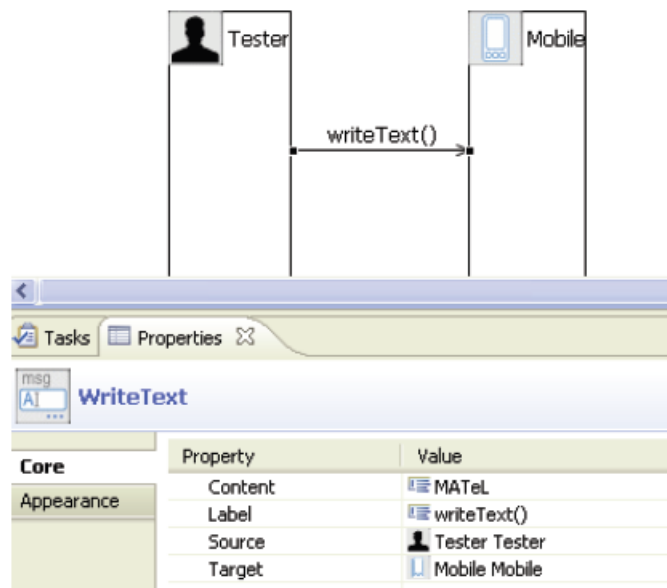 Tester Mobile
writeText()
Tasks Properties
msg
AI WriteText
Core Property Value
Appearance Content MATeL
Label writeText()
Source Tester Tester
Target Mobile Mobile